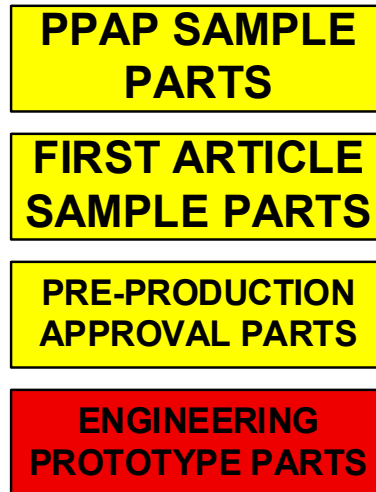 PPAP SAMPLE
PARTS
FIRST ARTICLE
SAMPLE PARTS
PRE-PRODUCTION
APPROVAL PARTS
ENGINEERING
PROTOTYPE PARTS